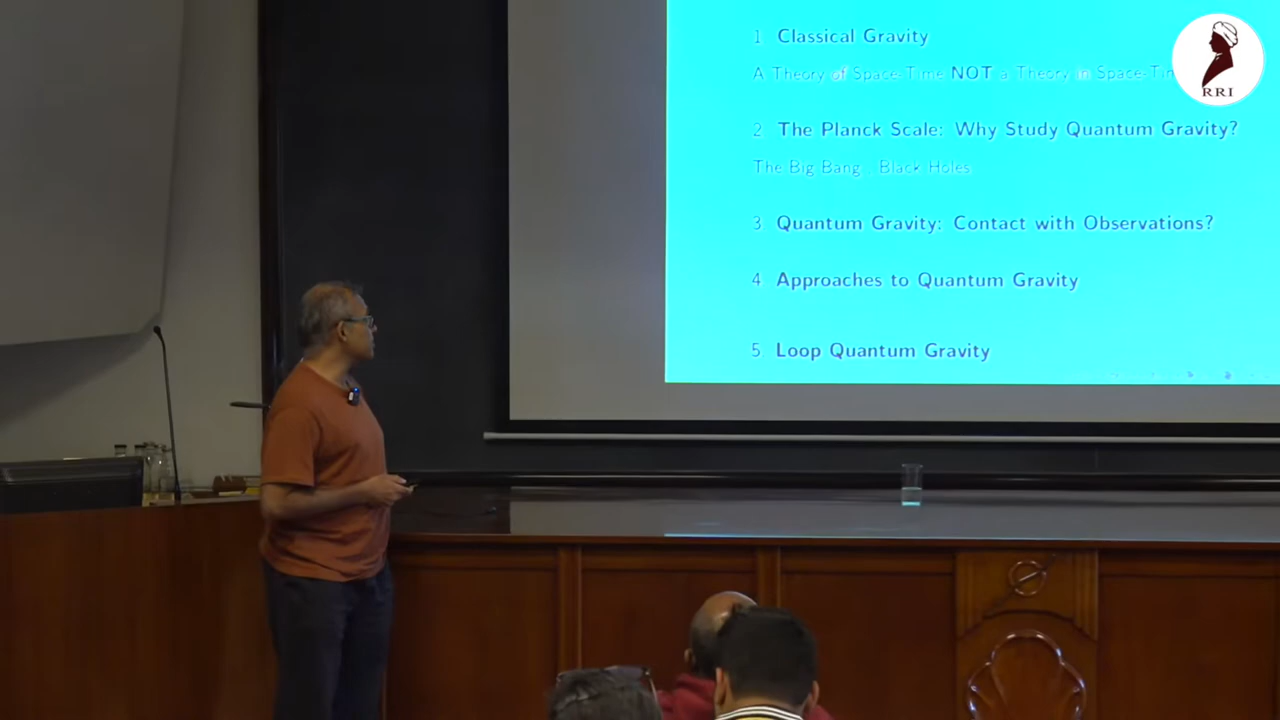 1. Classical Gravity
A Theory of Space-Time NOT a Theory in Space-Tim
RRI
2. The Planck Scale: Why Study Quantum Gravity?
The Big Bang , Black Holes
3. Quantum Gravity: Contact with Observations?
4. Approaches to Quantum Gravity
5. Loop Quantum Gravity